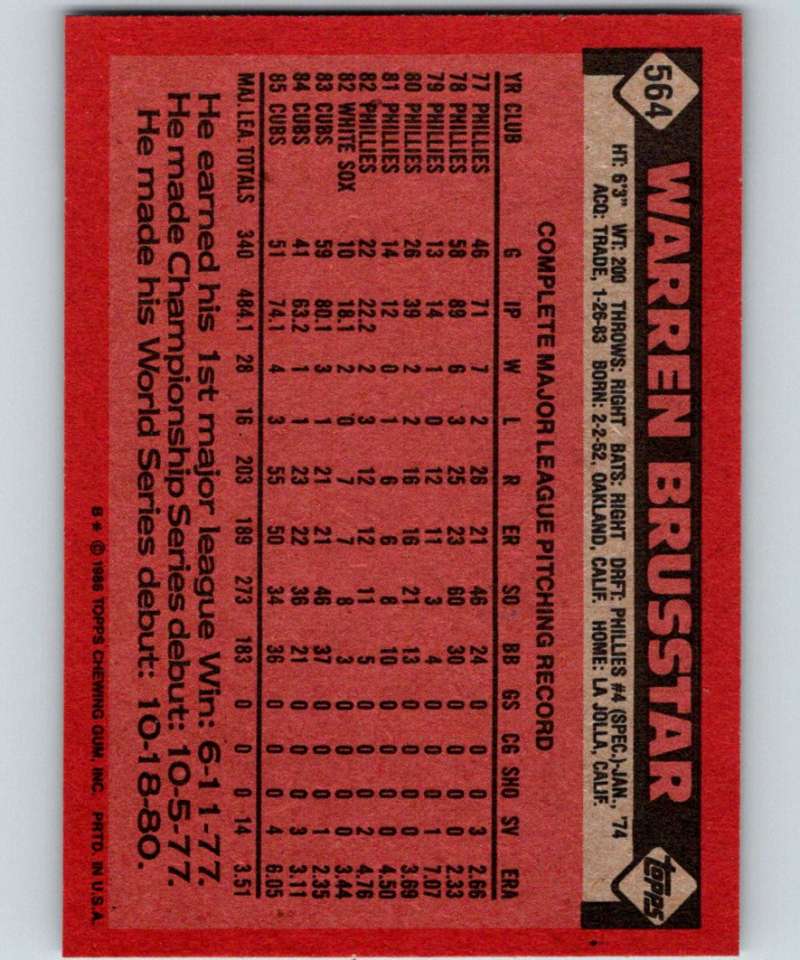 564
WARREN BRUSSTAR
Topps
HT: 6'3" WT: 200 THROWS: RIGHT BATS: RIGHT DRFT: PHILLIES #4 (SPEC.)-JAN., '74
ACQ: TRADE, 1-26-83 BORN: 2-2-52, OAKLAND, CALIF. HOME: LA JOLLA, CALIF.
COMPLETE MAJOR LEAGUE PITCHING RECORD
YR CLUB G IP W L R ER SO BB GS CG SHO SV ERA
77 PHILLIES 46 71 7 2 26 21 46 24 0 0 0 3 2.66
78 PHILLIES 58 89 6 3 25 23 60 30 0 0 0 0 2.33
79 PHILLIES 13 14 1 0 12 11 3 4 0 0 0 1 7.07
80 PHILLIES 26 39 2 2 16 16 21 13 0 0 0 0 3.69
81 PHILLIES 14 12 0 1 6 6 8 10 0 0 0 0 4.50
82 PHILLIES 22 22.2 2 3 12 12 11 5 0 0 0 2 4.76
82 WHITE SOX 10 18.1 2 0 7 7 8 3 0 0 0 0 3.44
83 CUBS 59 80.1 3 1 21 21 46 37 0 0 0 1 2.35
84 CUBS 41 63.2 1 1 23 22 36 21 0 0 0 3 3.11
85 CUBS 51 74.1 4 3 55 50 34 36 0 0 0 4 6.05
MAJ. LEA. TOTALS 340 484.1 28 16 203 189 273 183 0 0 0 14 3.51
He earned his 1st major league Win: 6-11-77.
He made Championship Series debut: 10-5-77.
He made his World Series debut: 10-18-80.
B* © 1986 TOPPS CHEWING GUM, INC. PRTD. IN U.S.A.